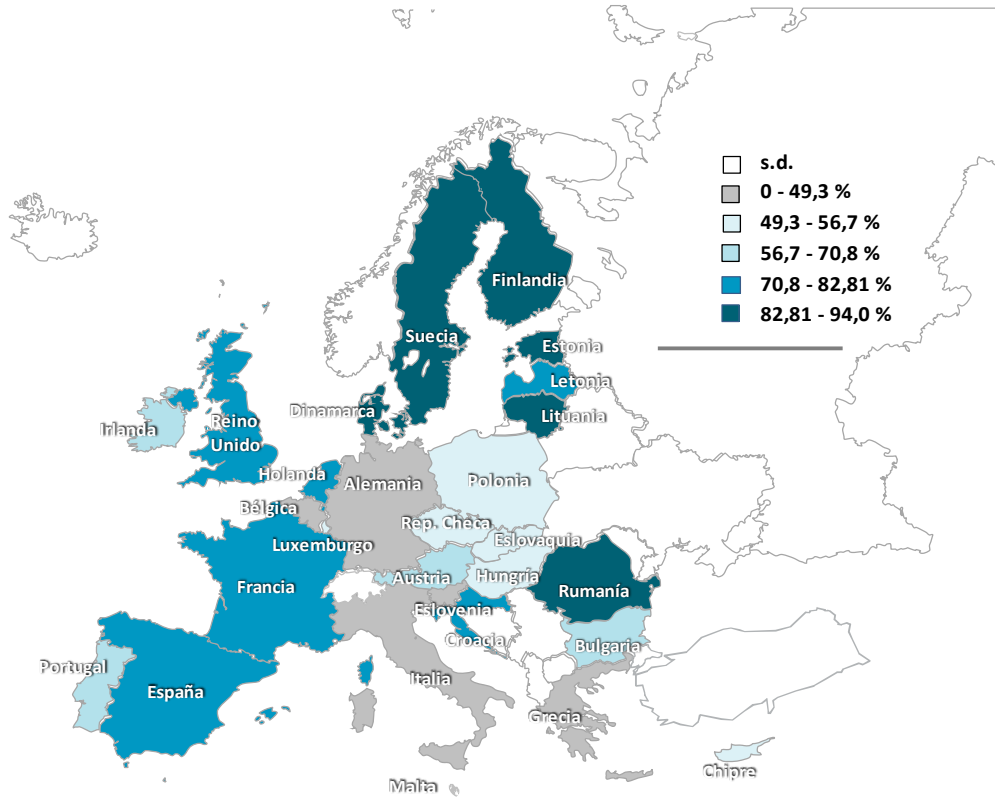 s.d.
0 - 49,3 %
49,3 - 56,7 %
56,7 - 70,8 %
70,8 - 82,81 %
82,81 - 94,0 %
Finlandia
Suecia
Estonia
Letonia
Dinamarca
Lituania
Irlanda
Reino
Unido
Holanda
Alemania
Polonia
Bélgica
Rep. Checa
Eslovaquia
Luxemburgo
Austria
Hungría
Francia
Rumanía
Eslovenia
Croacia
Bulgaria
Portugal
España
Italia
Grecia
Chipre
Malta